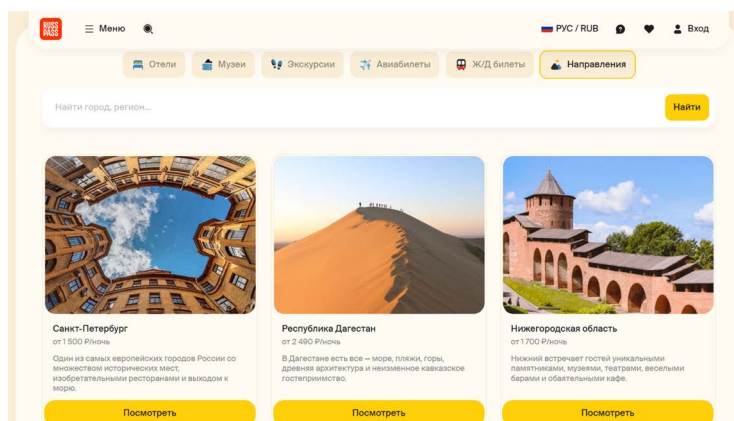 RUSS
PASS
Меню
РУС / RUB
?
Вход
Отели
Музеи
Экскурсии
Авиабилеты
Ж/Д билеты
Направления
Найти город, регион...
Найти
Санкт-Петербург
от 1 500 ₽/ночь
Один из самых европейских городов России со
множеством исторических мест,
изобретательными ресторанами и выходом к
морю.
Посмотреть
Республика Дагестан
от 2 490 ₽/ночь
В Дагестане есть все — море, пляжи, горы,
древняя архитектура и неизменное кавказское
гостеприимство.
Посмотреть
Нижегородская область
от 1 700 ₽/ночь
Нижний встречает гостей уникальными
памятниками, музеями, театрами, веселыми
барами и обаятельными кафе.
Посмотреть